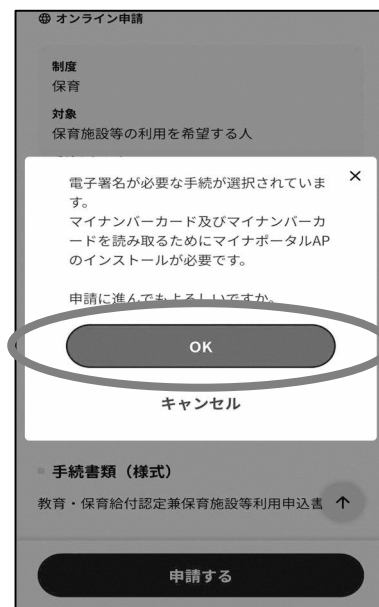 オンライン申請
制度
保育
対象
保育施設等の利用を希望する人
電子署名が必要な手続が選択されていま
す。
マイナンバーカード及びマイナンバーカ
ードを読み取るためにマイナポータルAP
のインストールが必要です。
申請に進んでもよろしいですか。
OK
キャンセル
手続書類（様式）
教育・保育給付認定兼保育施設等利用申込書
申請する